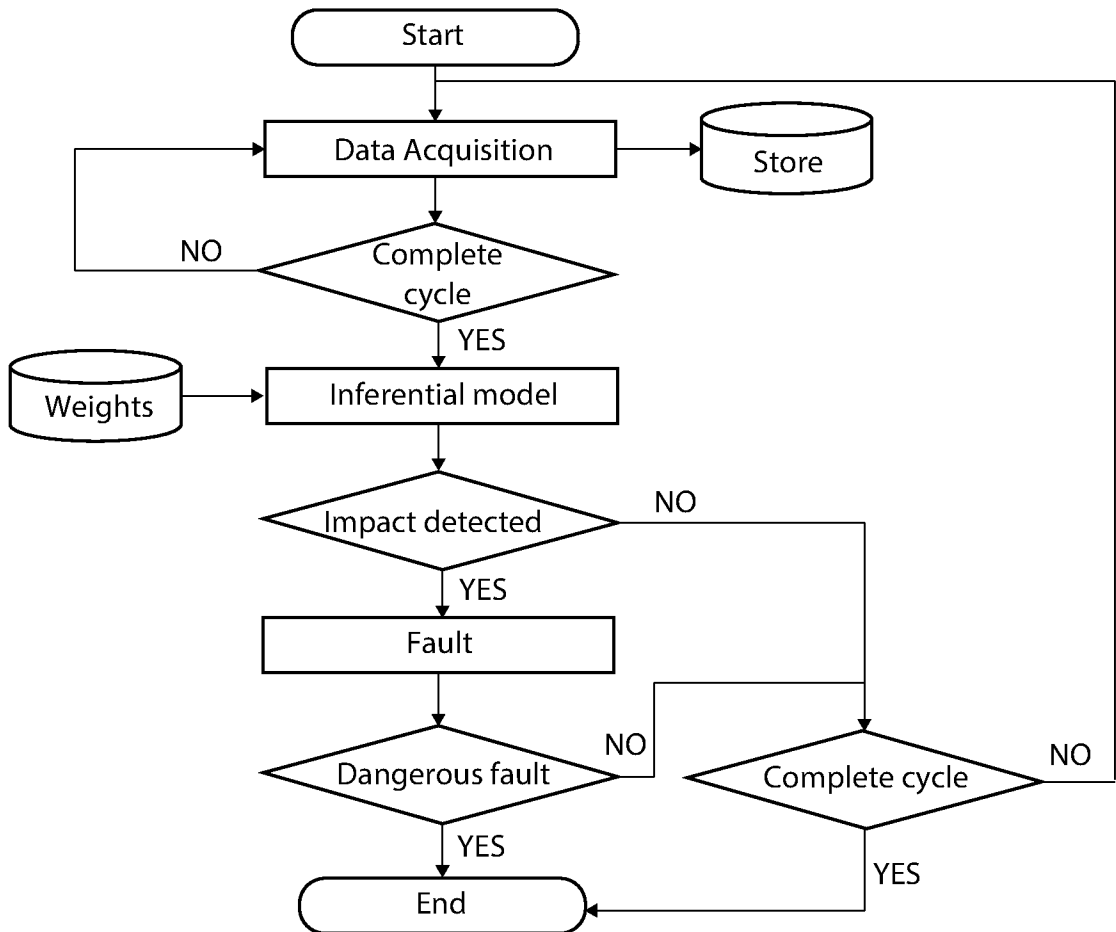 Start
Data Acquisition
Store
Complete
cycle
NO
YES
Weights
Inferential model
Impact detected
NO
YES
Fault
Dangerous fault
NO
Complete cycle
NO
YES
YES
End